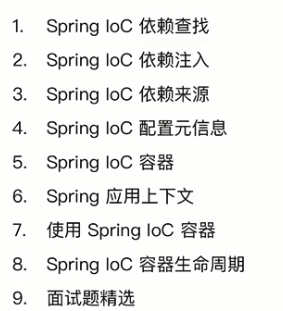 1. Spring IoC 依赖查找
2. Spring IoC 依赖注入
3. Spring IoC 依赖来源
4. Spring IoC 配置元信息
5. Spring IoC 容器
6. Spring 应用上下文
7. 使用 Spring IoC 容器
8. Spring IoC 容器生命周期
9. 面试题精选